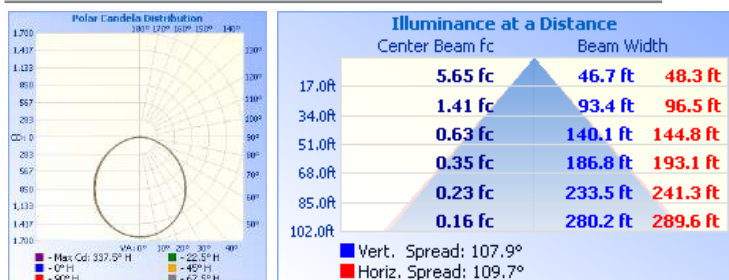 Polar Candela Distribution
180° 170° 160° 150° 140°
1,700
1,417
1,133
850
567
283
CD: 0
283
567
850
1,133
1,417
1,700
130°
120°
110°
100°
90°
80°
70°
60°
50°
VA: 0° 10° 20° 30° 40°
- Max Cd: 337.5° H
- 0° H
- 90° H
- 22.5° H
- 45° H
- 67.5° H
Illuminance at a Distance
Center Beam fc Beam Width
17.0ft 5.65 fc 46.7 ft 48.3 ft
34.0ft 1.41 fc 93.4 ft 96.5 ft
51.0ft 0.63 fc 140.1 ft 144.8 ft
68.0ft 0.35 fc 186.8 ft 193.1 ft
85.0ft 0.23 fc 233.5 ft 241.3 ft
102.0ft 0.16 fc 280.2 ft 289.6 ft
Vert. Spread: 107.9°
Horiz. Spread: 109.7°